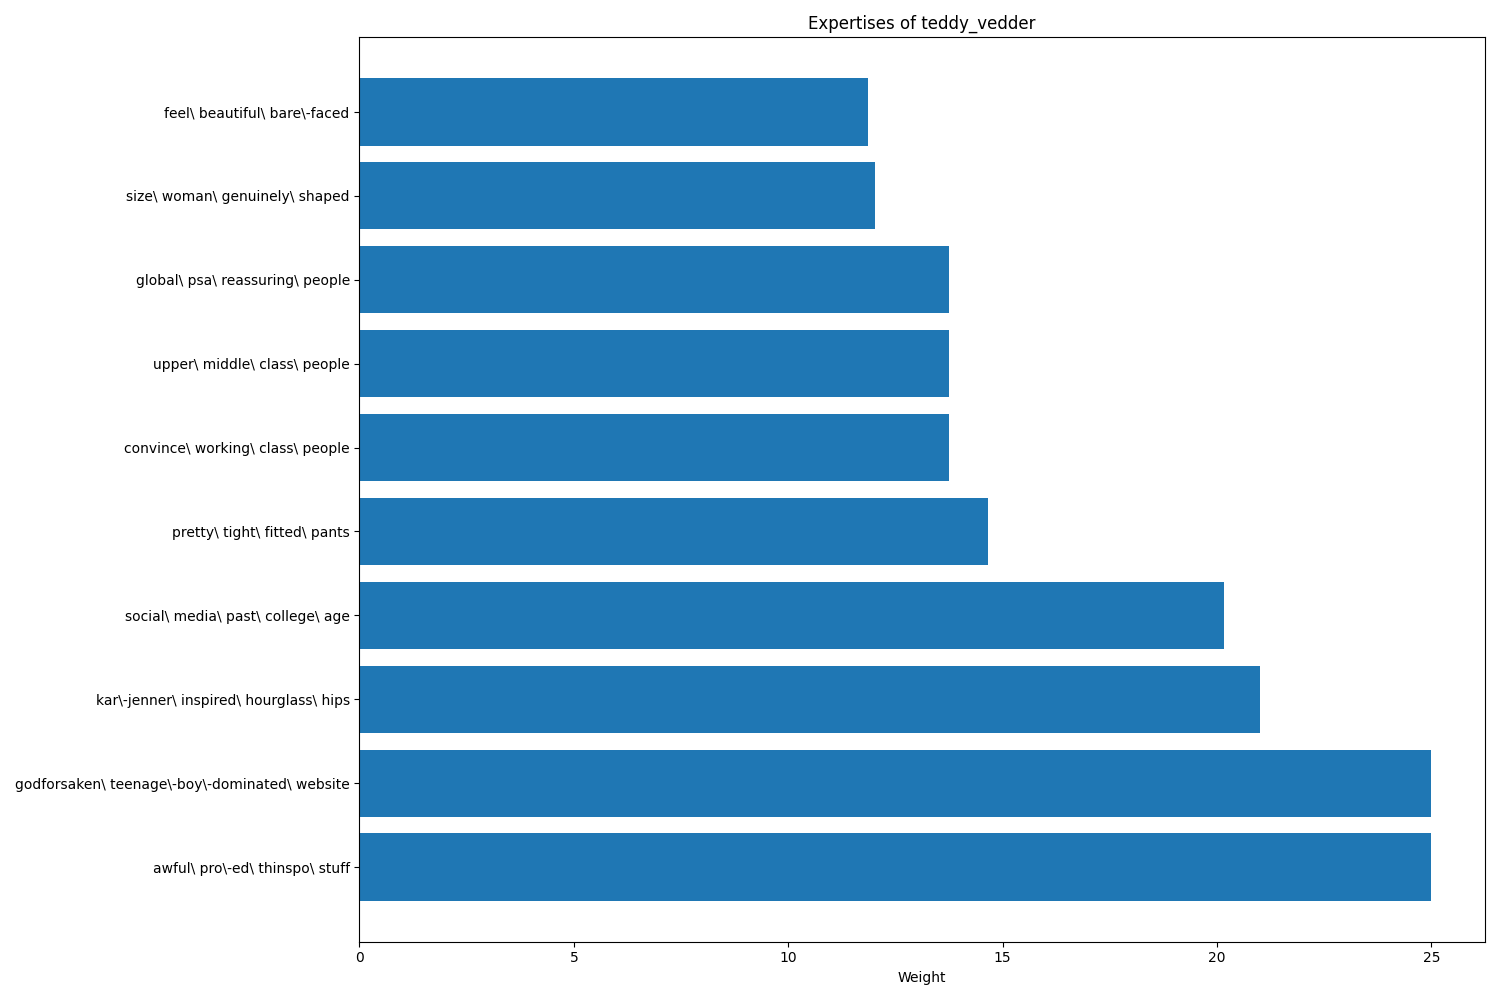 Expertises of teddy_vedder
feel\ beautiful\ bare\-faced
size\ woman\ genuinely\ shaped
global\ psa\ reassuring\ people
upper\ middle\ class\ people
convince\ working\ class\ people
pretty\ tight\ fitted\ pants
social\ media\ past\ college\ age
kar\-jenner\ inspired\ hourglass\ hips
godforsaken\ teenage\-boy\-dominated\ website
awful\ pro\-ed\ thinspo\ stuff
0 5 10 15 20 25
Weight